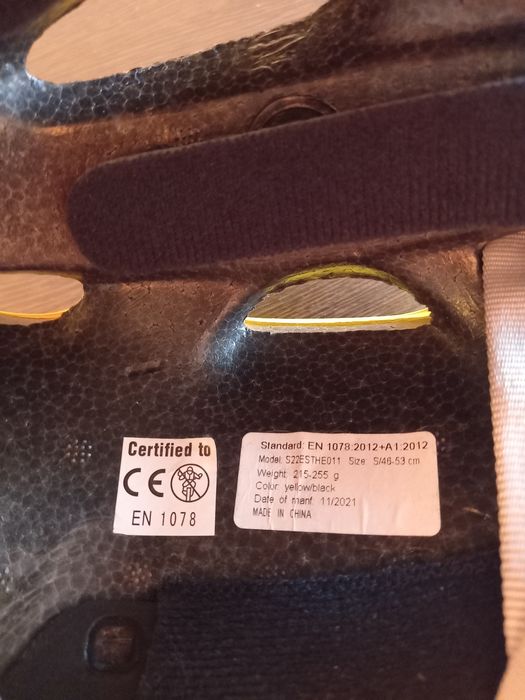 Certified to
CE
EN 1078
Standard: EN 1078:2012+A1:2012
Model: S22ESTHE011 Size: S/46-53 cm
Weight: 215-255 g
Color: yellow/black
Date of manf. 11/2021
MADE IN CHINA